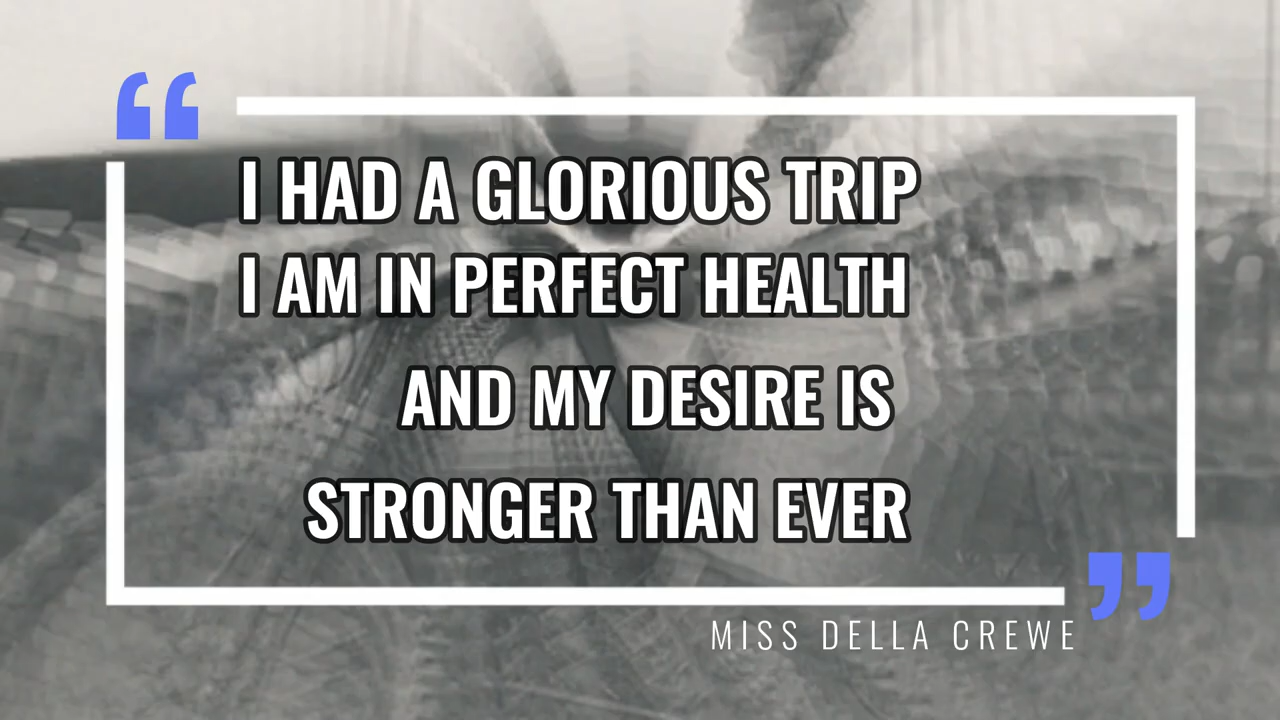 “
I HAD A GLORIOUS TRIP
I AM IN PERFECT HEALTH
AND MY DESIRE IS
STRONGER THAN EVER
”
MISS DELLA CREWE